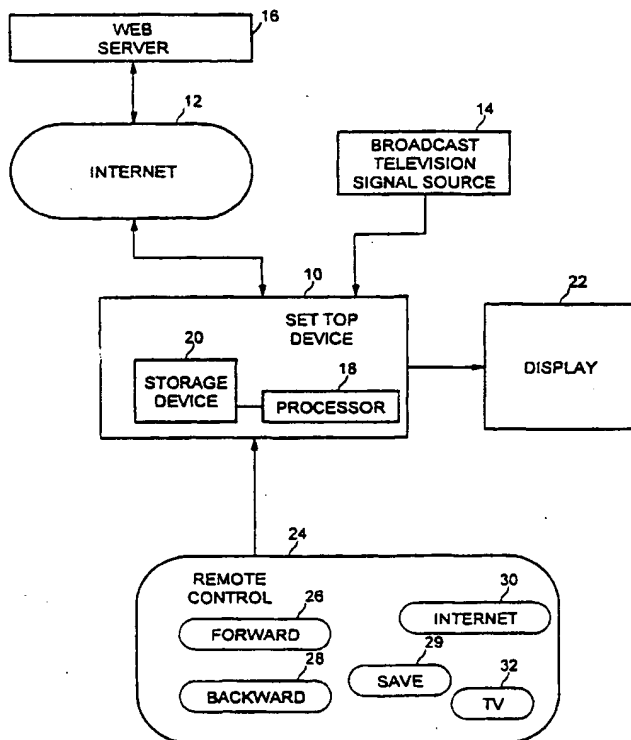 16
WEB
SERVER
12
INTERNET
14
BROADCAST
TELEVISION
SIGNAL SOURCE
10
SET TOP
DEVICE
20
STORAGE
DEVICE
18
PROCESSOR
22
DISPLAY
24
REMOTE
CONTROL
26
FORWARD
28
BACKWARD
30
INTERNET
29
SAVE
32
TV